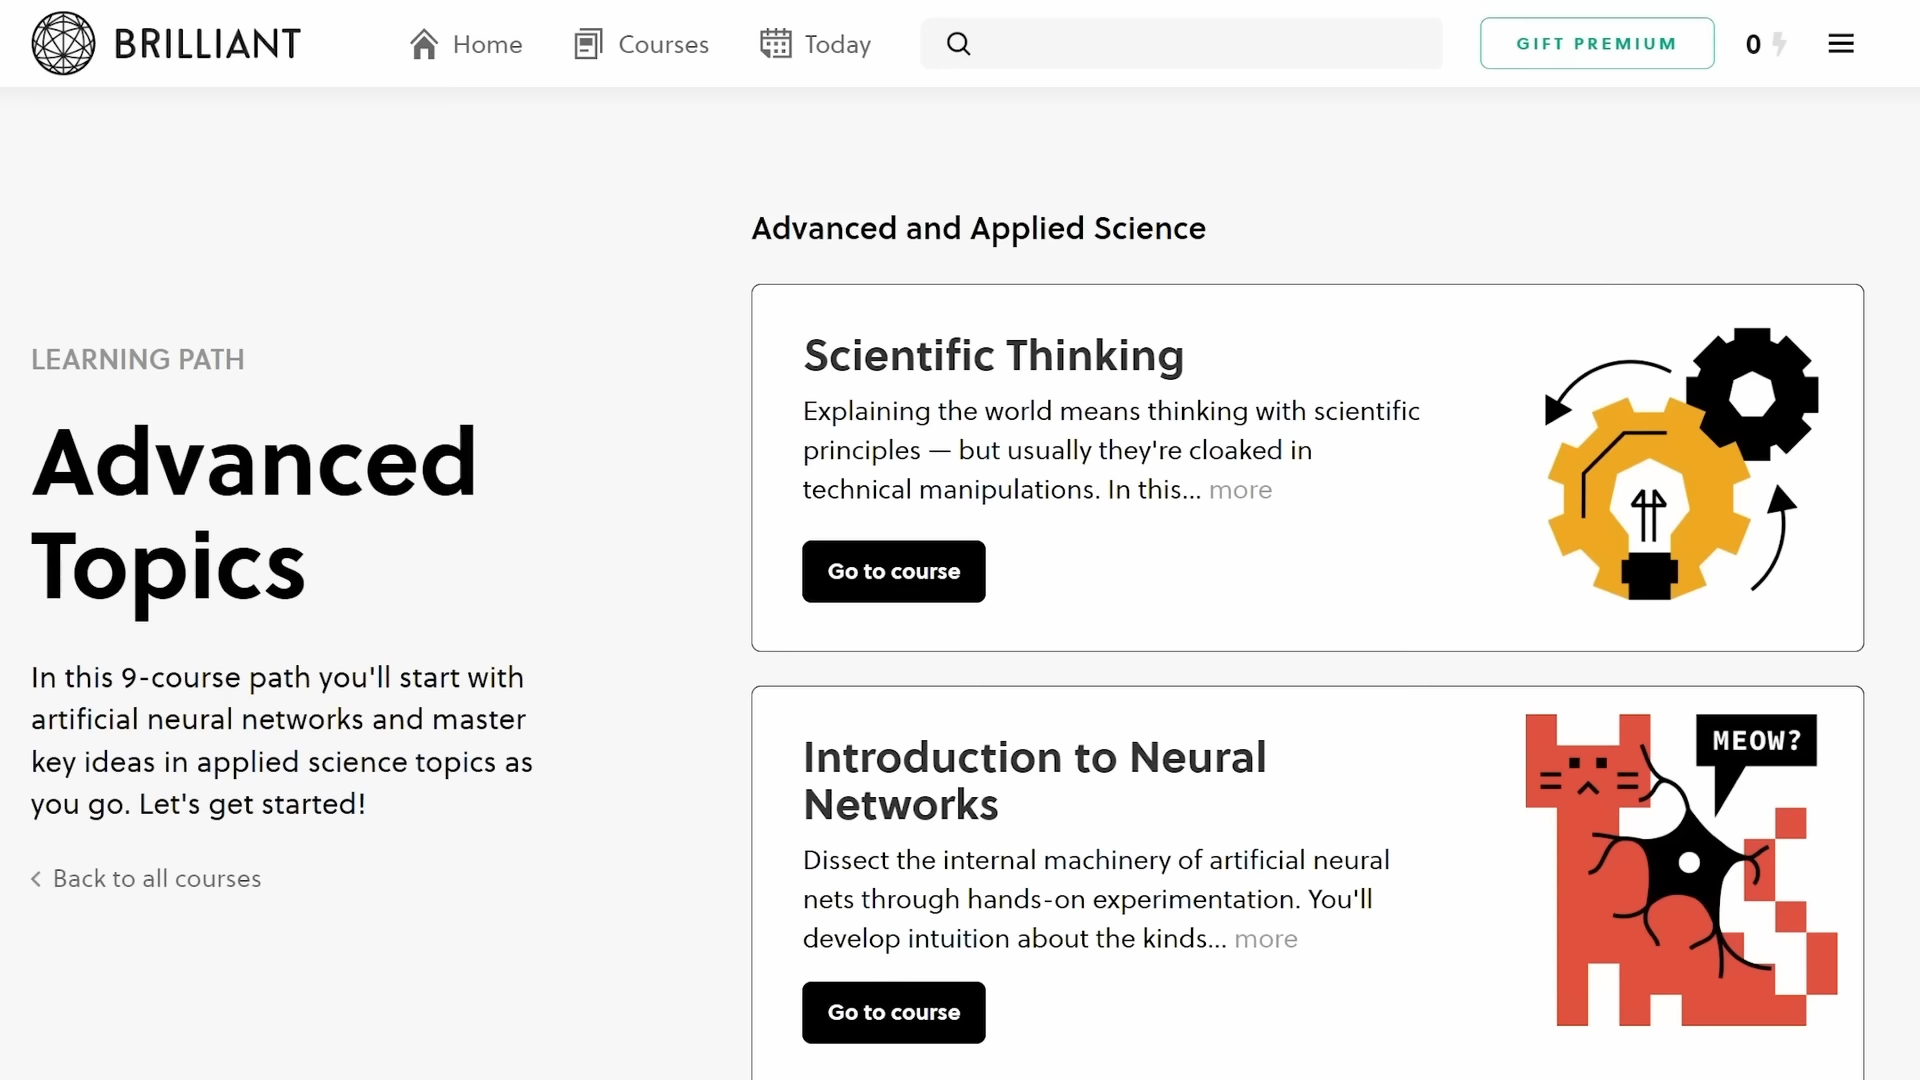 BRILLIANT
Home
Courses
Today
GIFT PREMIUM
0
LEARNING PATH
Advanced
Topics
In this 9-course path you'll start with
artificial neural networks and master
key ideas in applied science topics as
you go. Let's get started!
Back to all courses
Advanced and Applied Science
Scientific Thinking
Explaining the world means thinking with scientific
principles — but usually they're cloaked in
technical manipulations. In this... more
Go to course
Introduction to Neural
Networks
Dissect the internal machinery of artificial neural
nets through hands-on experimentation. You'll
develop intuition about the kinds... more
Go to course
MEOW?